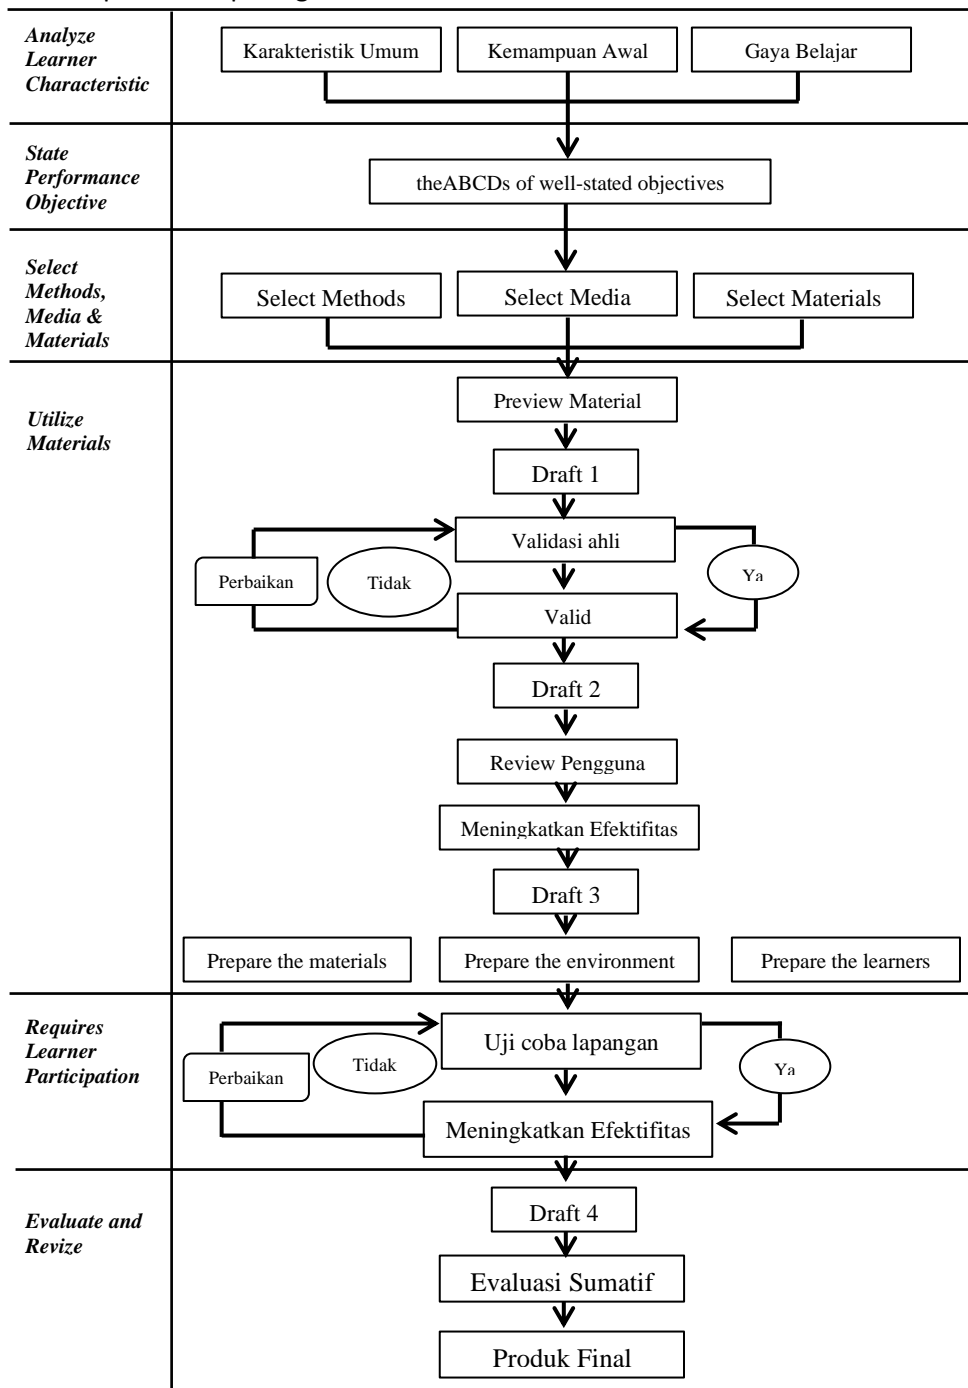 Analyze
Learner
Characteristic
Karakteristik Umum
Kemampuan Awal
Gaya Belajar
State
Performance
Objective
theABCDs of well-stated objectives
Select
Methods,
Media &
Materials
Select Methods
Select Media
Select Materials
Utilize
Materials
Preview Material
Draft 1
Validasi ahli
Perbaikan
Tidak
Ya
Valid
Draft 2
Review Pengguna
Meningkatkan Efektifitas
Draft 3
Prepare the materials
Prepare the environment
Prepare the learners
Requires
Learner
Participation
Uji coba lapangan
Perbaikan
Tidak
Ya
Meningkatkan Efektifitas
Evaluate and
Revize
Draft 4
Evaluasi Sumatif
Produk Final